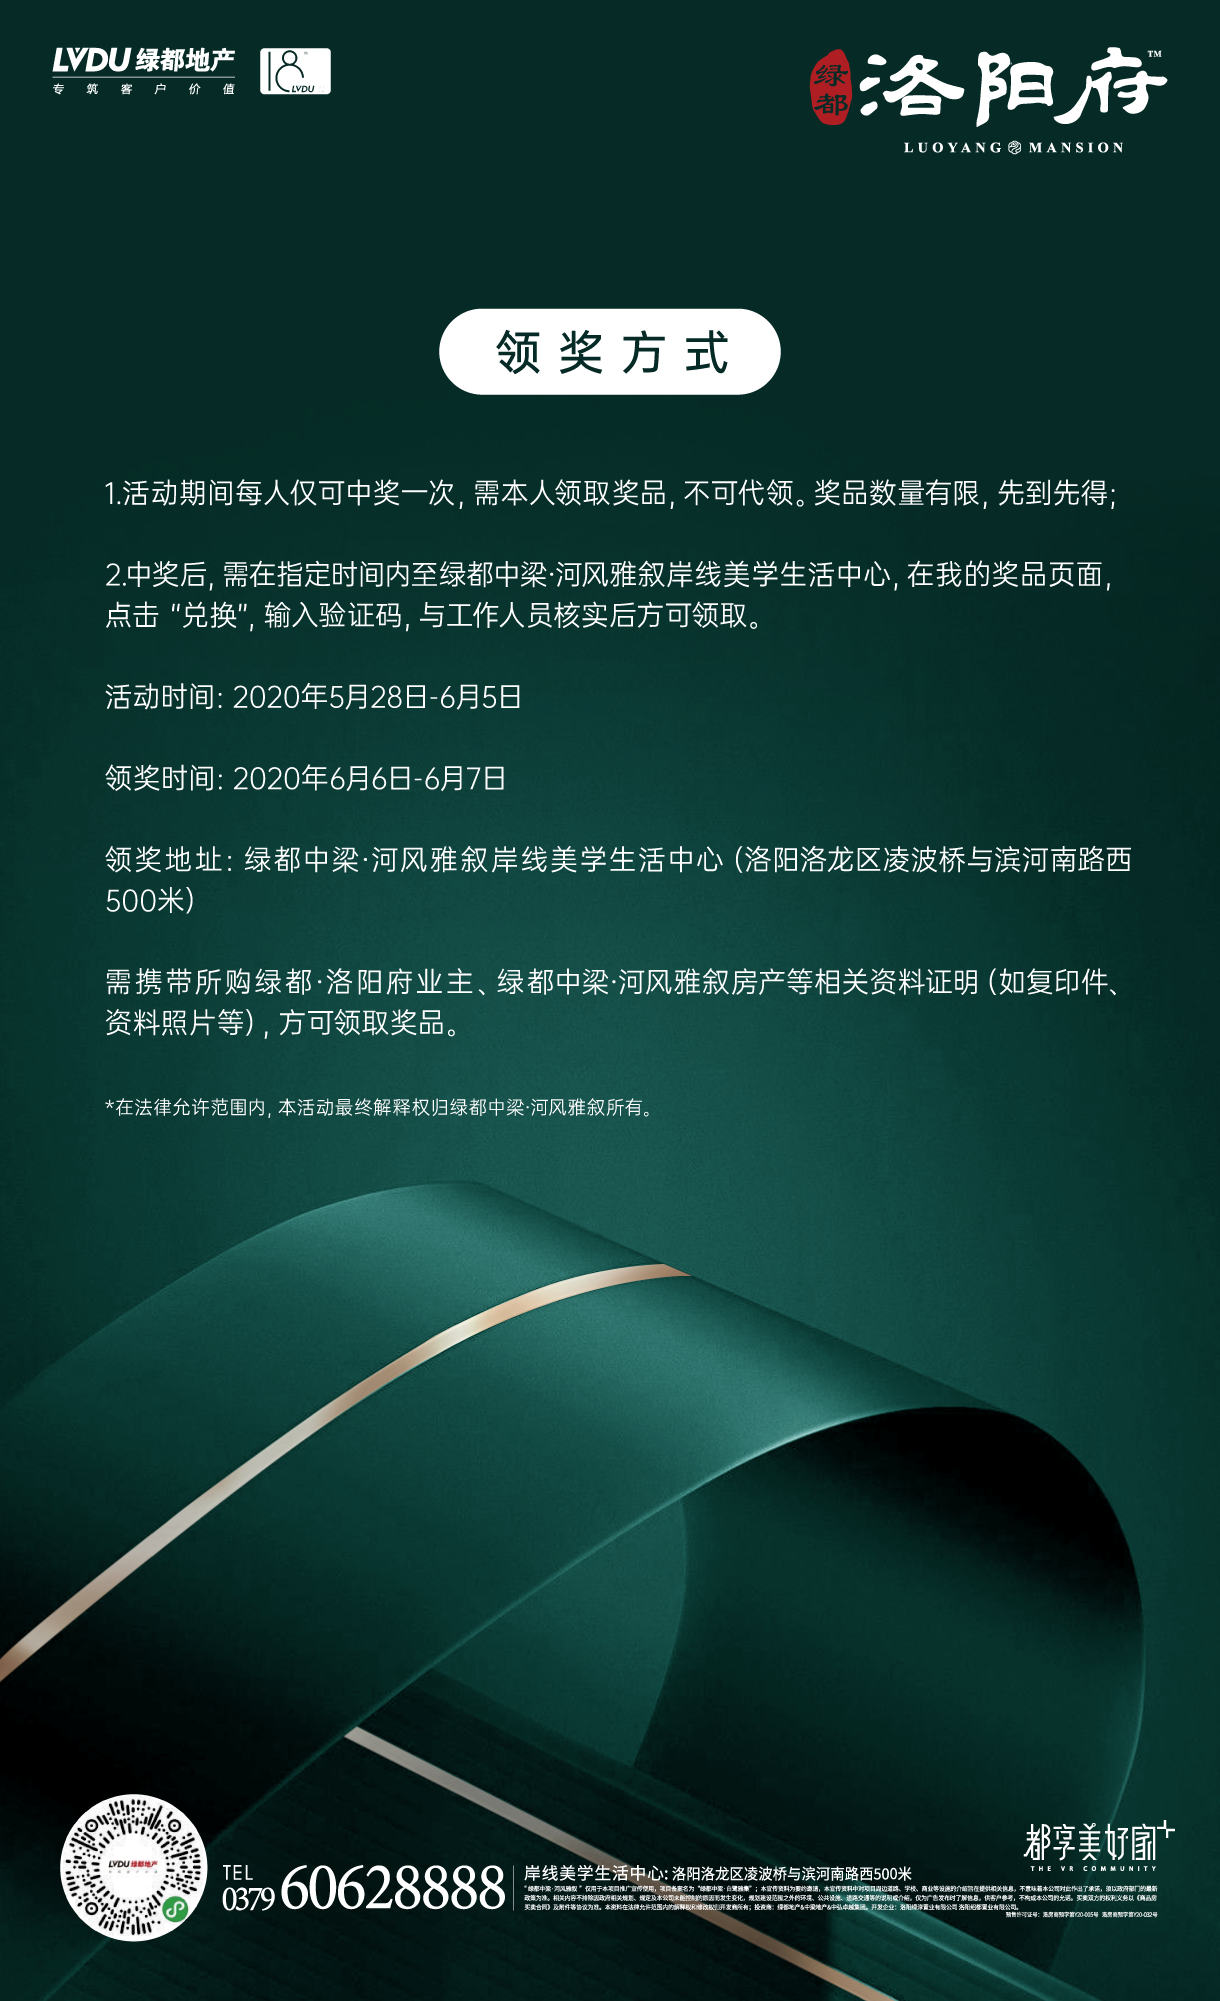 LVDU 绿都地产
专筑客户价值
LVDU
绿都
洛阳府™
LUOYANG MANSION
领奖方式
1.活动期间每人仅可中奖一次, 需本人领取奖品, 不可代领。奖品数量有限, 先到先得;
2.中奖后, 需在指定时间内至绿都中梁·河风雅叙岸线美学生活中心, 在我的奖品页面,
点击“兑换”, 输入验证码, 与工作人员核实后方可领取。
活动时间: 2020年5月28日-6月5日
领奖时间: 2020年6月6日-6月7日
领奖地址: 绿都中梁·河风雅叙岸线美学生活中心 (洛阳洛龙区凌波桥与滨河南路西
500米)
需携带所购绿都·洛阳府业主、绿都中梁·河风雅叙房产等相关资料证明 (如复印件、
资料照片等) , 方可领取奖品。
*在法律允许范围内, 本活动最终解释权归绿都中梁·河风雅叙所有。
都享美好家+
THE VR COMMUNITY
LVDU 绿都地产
TEL
0379 60628888
岸线美学生活中心: 洛阳洛龙区凌波桥与滨河南路西500米